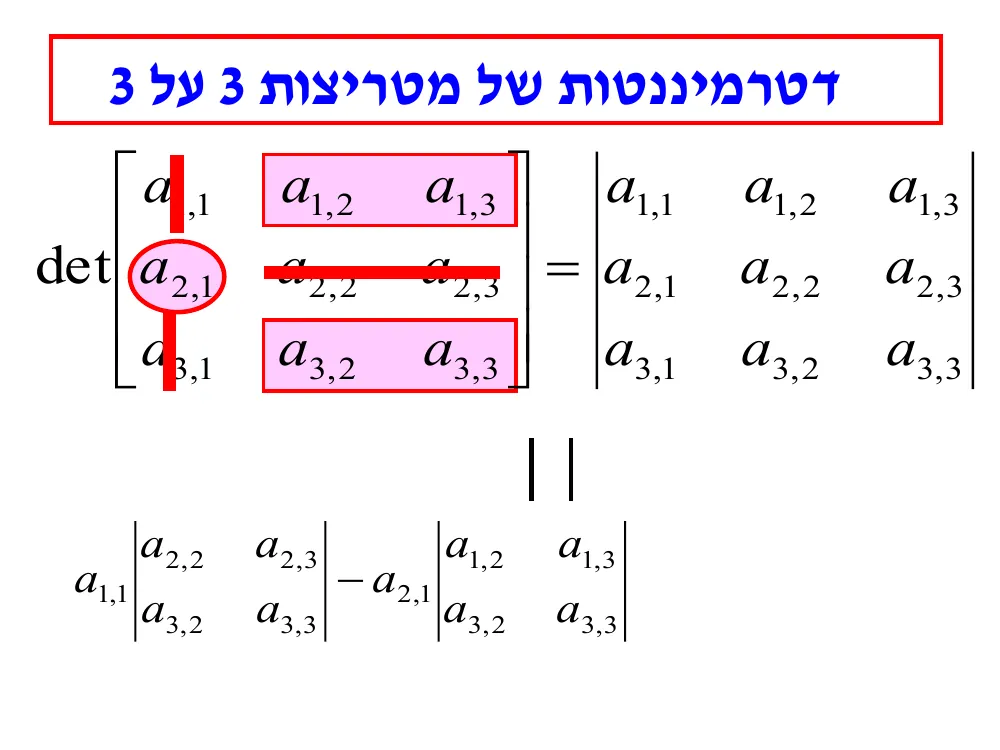 דטרמיננטות של מטריצות 3 על 3
det [ a1,1 a1,2 a1,3 ] = | a1,1 a1,2 a1,3 |
a2,1 a2,2 a2,3 a2,1 a2,2 a2,3
a3,1 a3,2 a3,3 a3,1 a3,2 a3,3
||
a1,1 | a2,2 a2,3 | − a2,1 | a1,2 a1,3 |
a3,2 a3,3 a3,2 a3,3